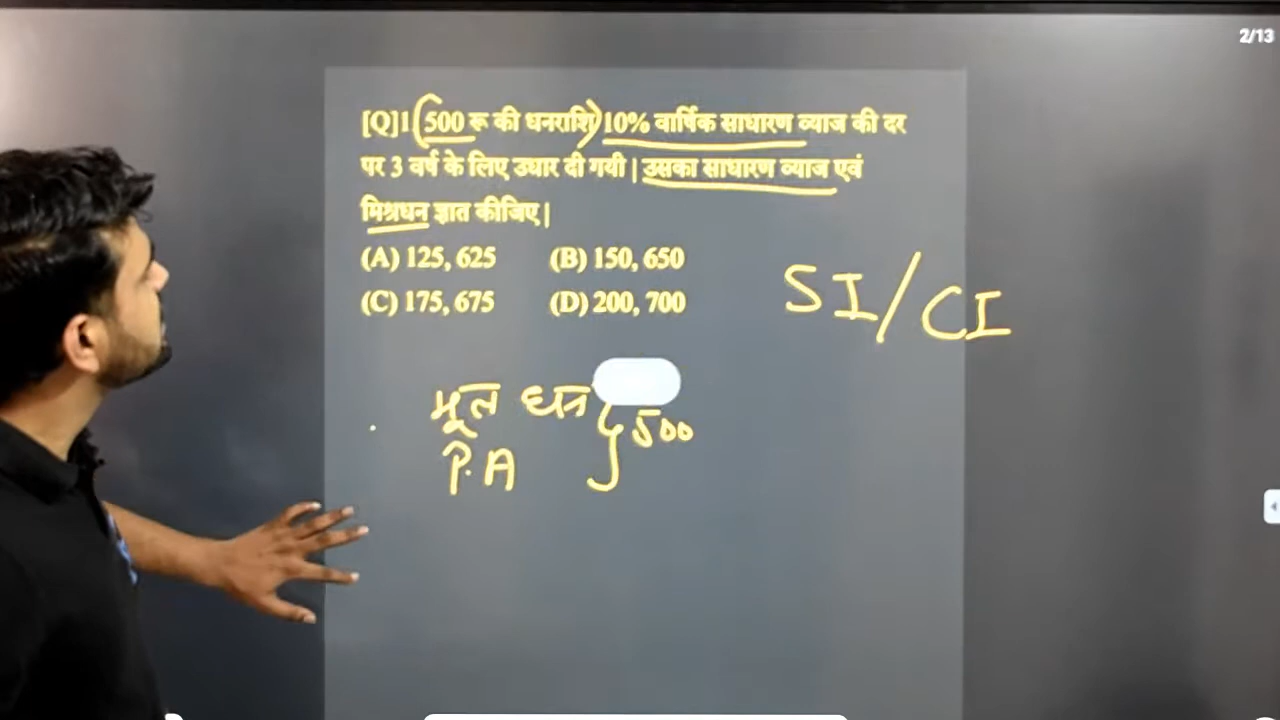 2/13
[Q]1 500 रू की धनराशि 10% वार्षिक साधारण व्याज की दर
पर 3 वर्ष के लिए उधार दी गयी | उसका साधारण व्याज एवं
मिश्रधन ज्ञात कीजिए |
(A) 125, 625 (B) 150, 650
(C) 175, 675 (D) 200, 700
SI/CI
मूल धन
500
P.A